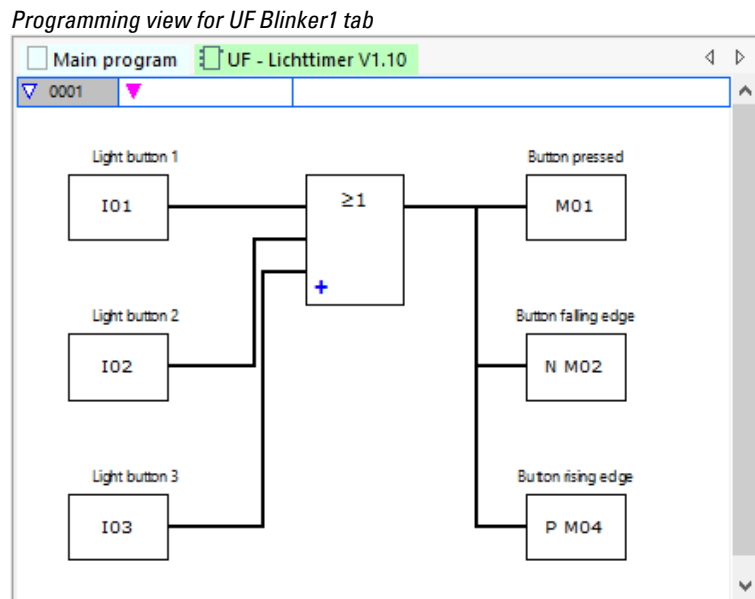 Programming view for UF Blinker1 tab
Main program UF - Lichttimer V1.10
0001
Light button 1 Button pressed
I01 ≥1 M01
+
Light button 2 Button falling edge
I02 N M02
Light button 3 Button rising edge
I03 P M04